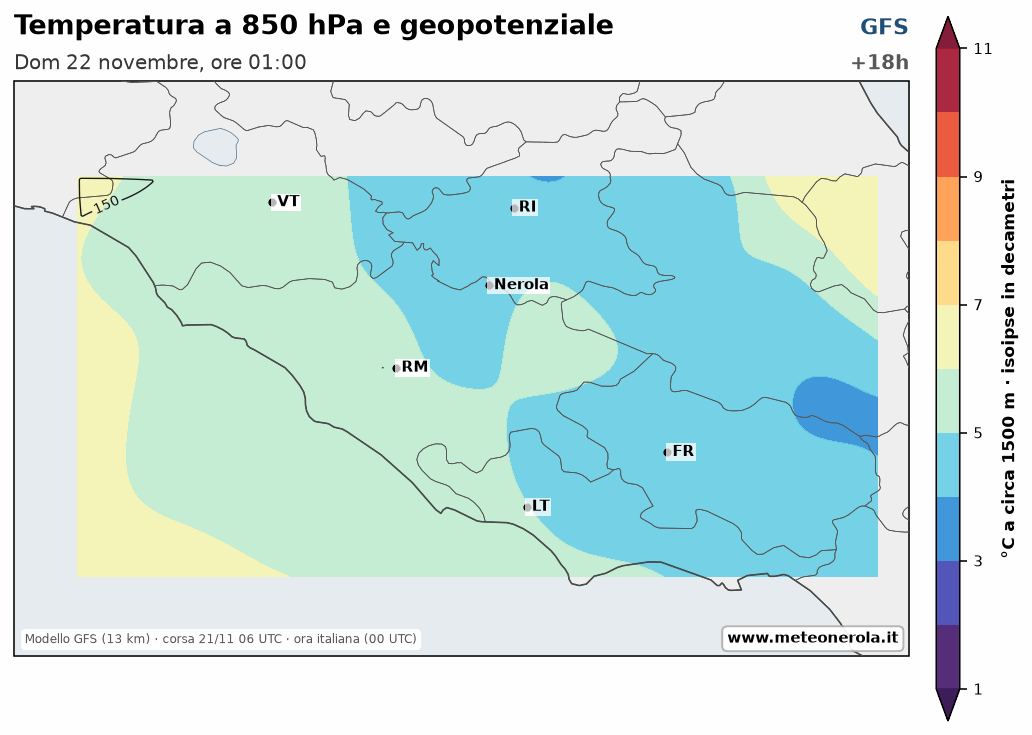 Temperatura a 850 hPa e geopotenziale
GFS
Dom 22 novembre, ore 01:00
+18h
11
9
7
5
3
1
°C a circa 1500 m · isoipse in decametri
150
VT
RI
Nerola
RM
FR
LT
Modello GFS (13 km) · corsa 21/11 06 UTC · ora italiana (00 UTC)
www.meteonerola.it